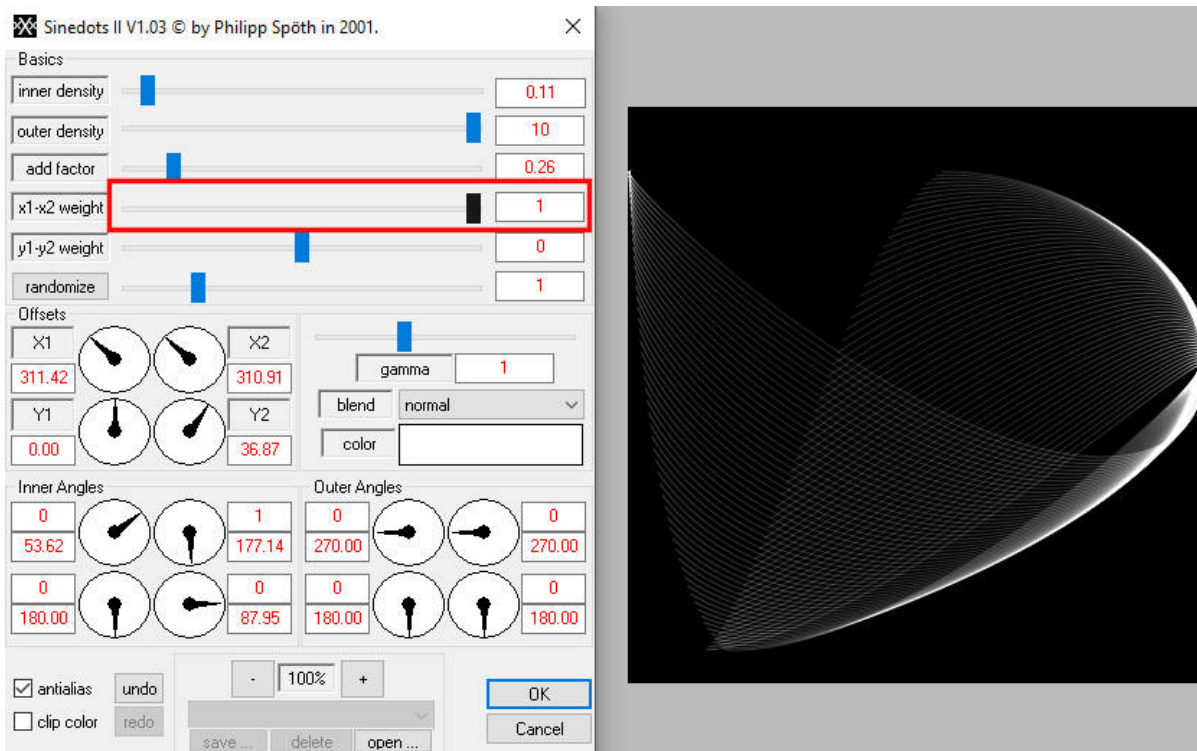 Sinedots II V1.03 © by Philipp Spöth in 2001.
Basics
inner density 0.11
outer density 10
add factor 0.26
x1-x2 weight 1
y1-y2 weight 0
randomize 1
Offsets
X1 X2
311.42 310.91
Y1 Y2
0.00 36.87
gamma 1
blend normal
color
Inner Angles
0 1
53.62 177.14
0 0
180.00 87.95
Outer Angles
0 0
270.00 270.00
0 0
180.00 180.00
antialias undo
clip color redo
- 100% +
save ... delete open ...
OK
Cancel